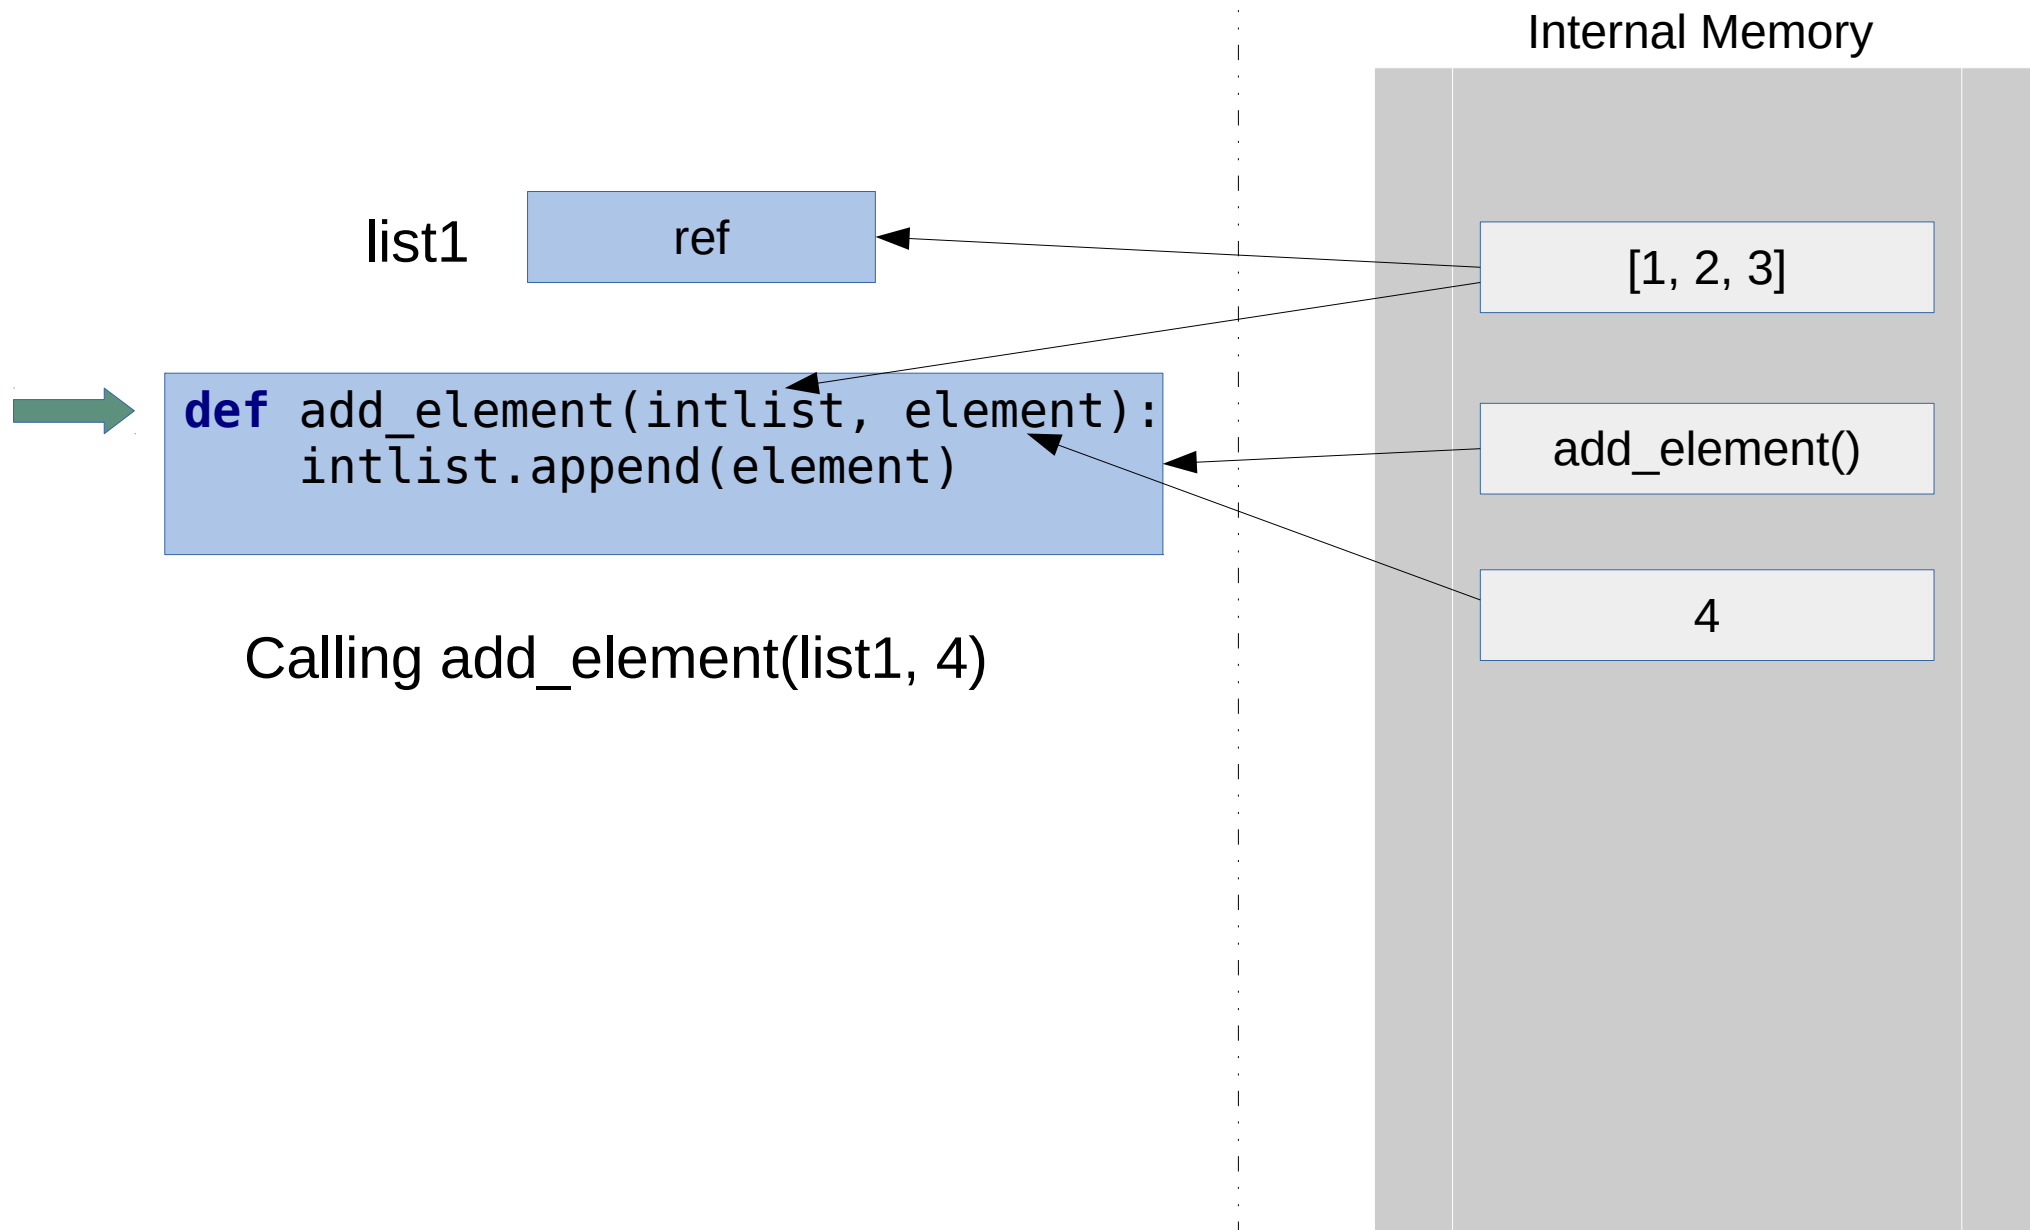 Internal Memory
list1
ref
[1, 2, 3]
def add_element(intlist, element):
    intlist.append(element)
add_element()
4
Calling add_element(list1, 4)